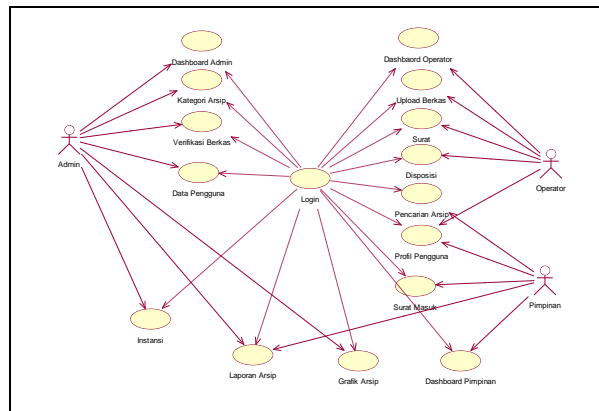 Dashboard Admin
Dashbaord Operator
Kategori Arsip
Upload Berkas
Verifikasi Berkas
Surat
Admin
Data Pengguna
Disposisi
Operator
Login
Pencarian Arsip
Profil Pengguna
Surat Masuk
Pimpinan
Instansi
Laporan Arsip
Grafik Arsip
Dashboard Pimpinan